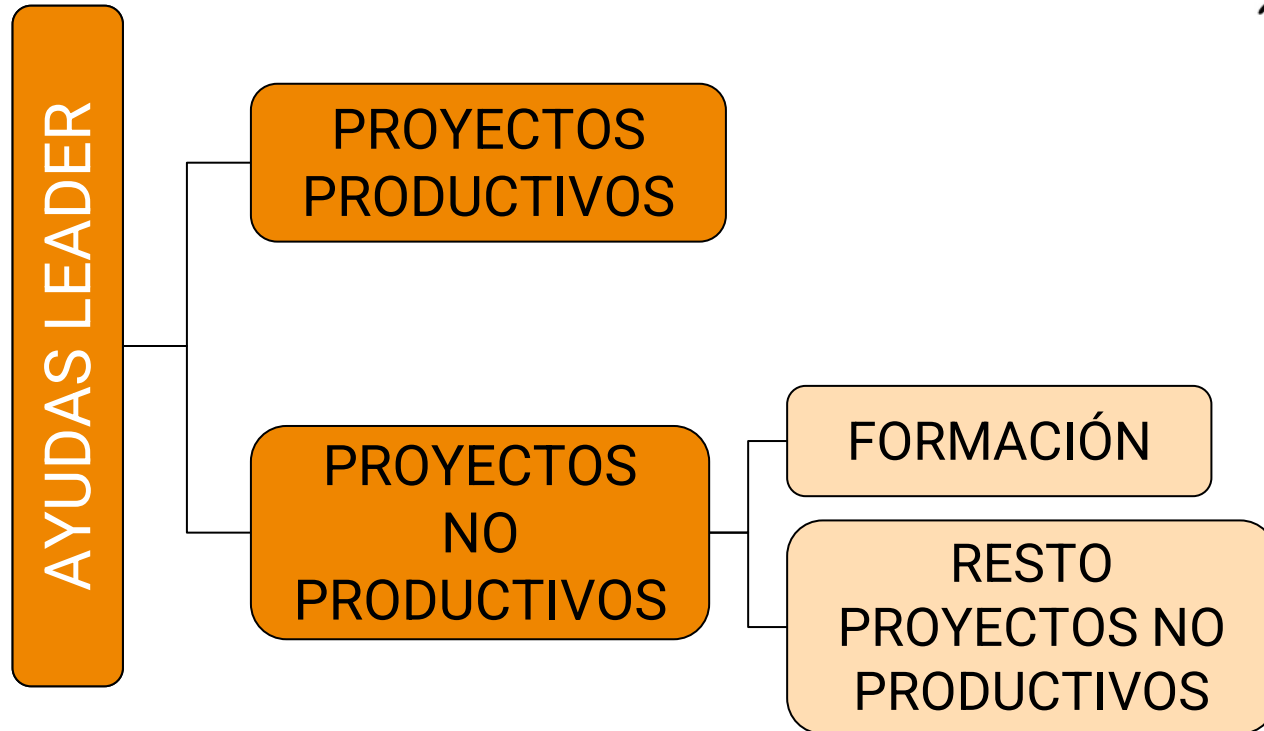 AYUDAS LEADER
PROYECTOS
PRODUCTIVOS
PROYECTOS
NO
PRODUCTIVOS
FORMACIÓN
RESTO
PROYECTOS NO
PRODUCTIVOS